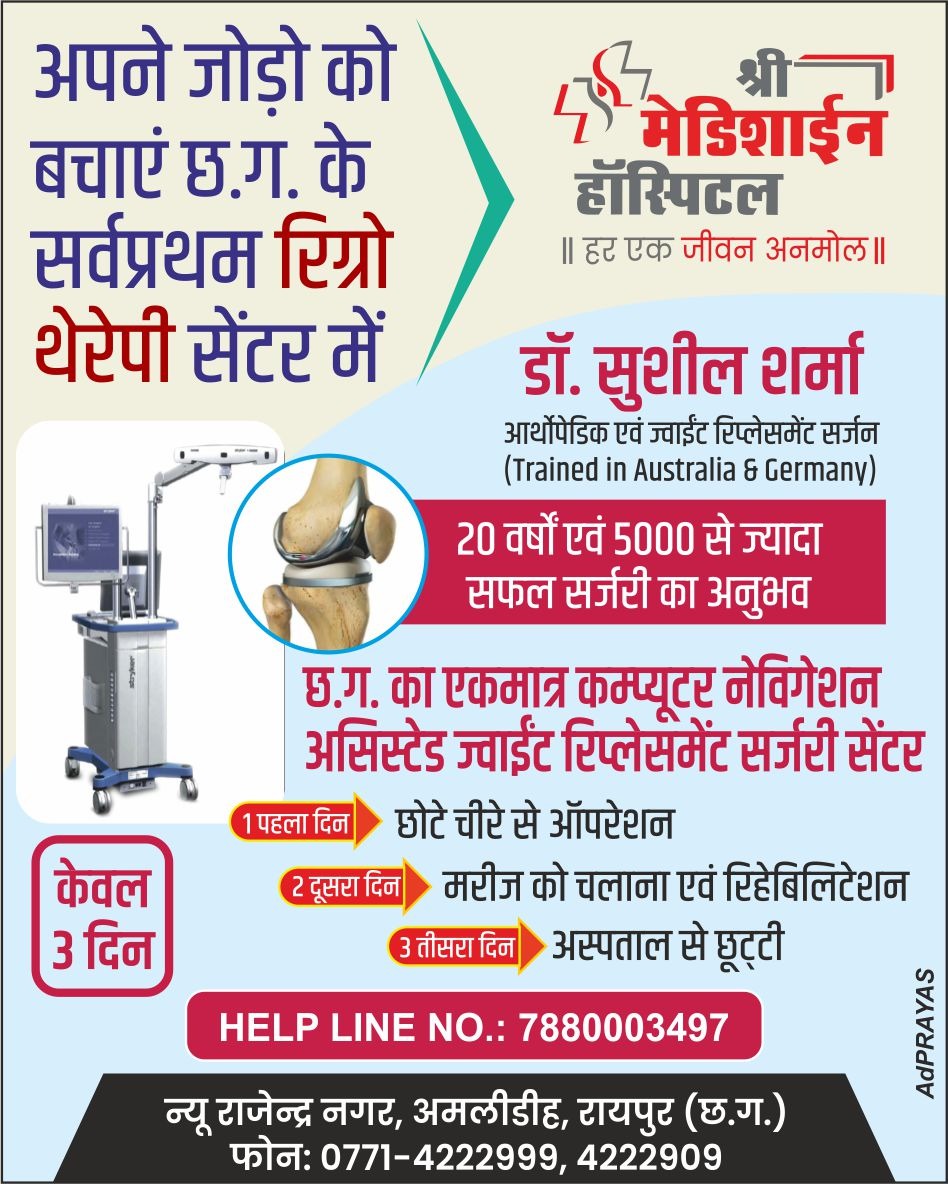 अपने जोड़ो को
बचाएं छ.ग. के
सर्वप्रथम रिग्रो
थेरेपी सेंटर में
श्री
मेडिशाईन
हॉस्पिटल
॥ हर एक जीवन अनमोल॥
डॉ. सुशील शर्मा
आर्थोपेडिक एवं ज्वाईंट रिप्लेसमेंट सर्जन
(Trained in Australia & Germany)
20 वर्षों एवं 5000 से ज्यादा
सफल सर्जरी का अनुभव
stryker
छ.ग. का एकमात्र कम्प्यूटर नेविगेशन
असिस्टेड ज्वाईंट रिप्लेसमेंट सर्जरी सेंटर
केवल
3 दिन
1 पहला दिन छोटे चीरे से ऑपरेशन
2 दूसरा दिन मरीज को चलाना एवं रिहेबिलिटेशन
3 तीसरा दिन अस्पताल से छूट्टी
HELP LINE NO.: 7880003497
न्यू राजेन्द्र नगर, अमलीडीह, रायपुर (छ.ग.)
फोन: 0771-4222999, 4222909
AdPRAYAS